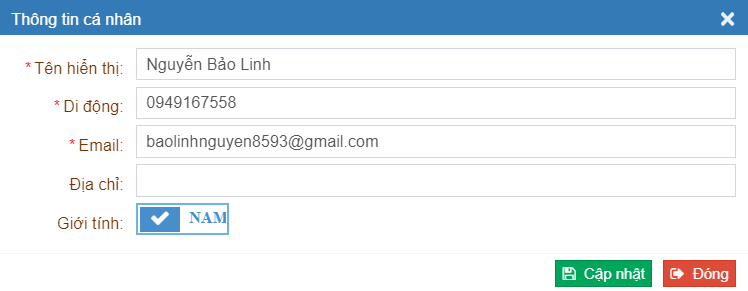 Thông tin cá nhân
* Tên hiển thị: Nguyễn Bảo Linh
* Di động: 0949167558
* Email: baolinhnguyen8593@gmail.com
Địa chỉ:
Giới tính: NAM
Cập nhật Đóng